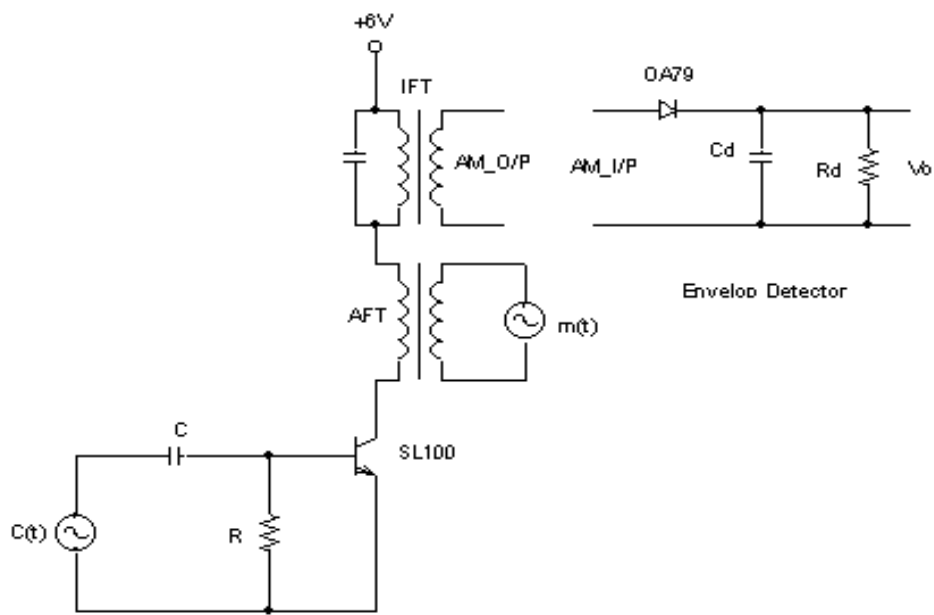 +6V
IFT
OA79
AM_O/P
AM_I/P
Cd
Rd
Vo
AFT
m(t)
Envelop Detector
C
SL100
C(t)
R